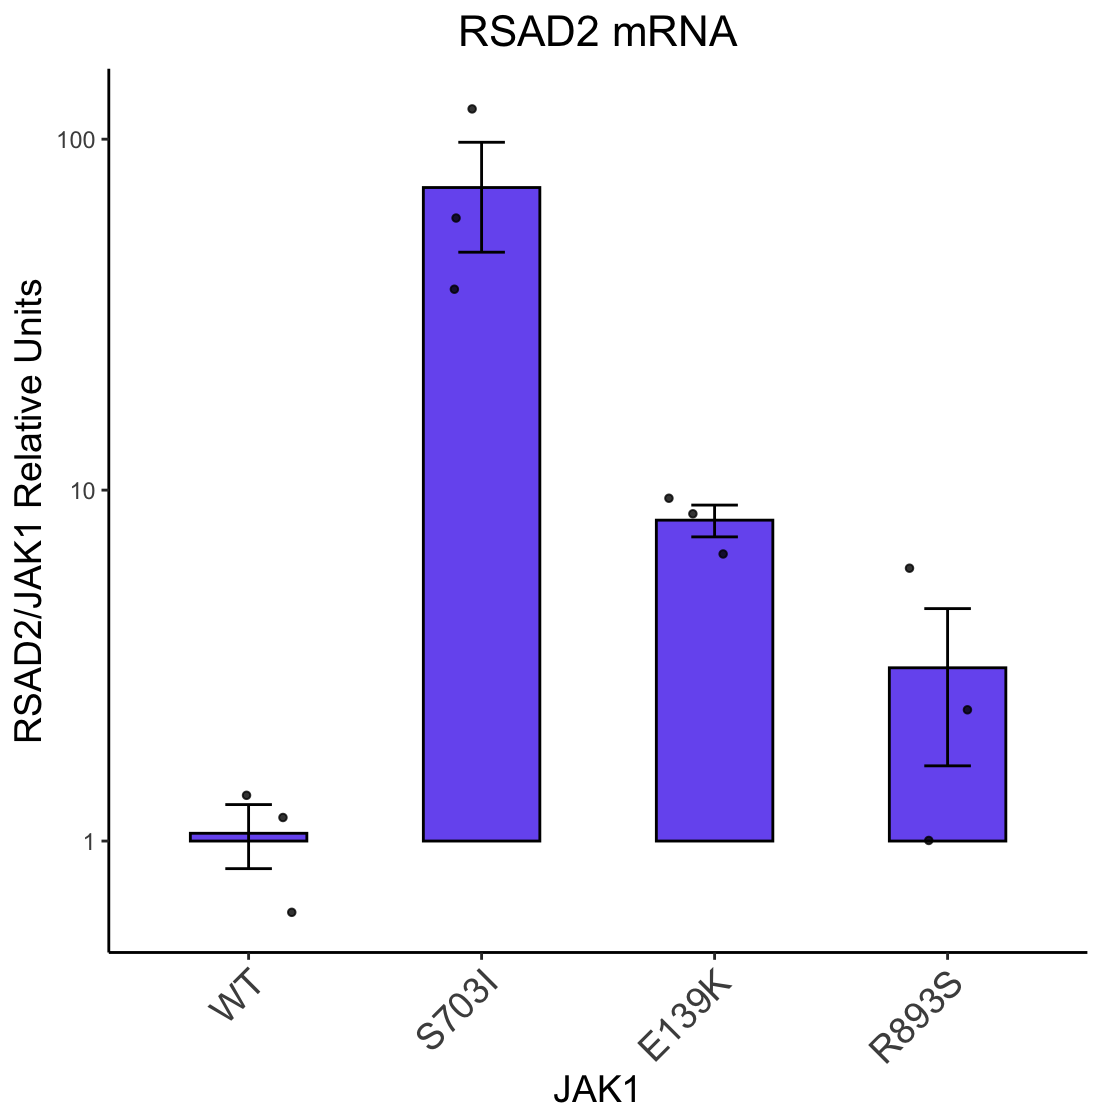 RSAD2 mRNA
RSAD2/JAK1 Relative Units
100
10
1
WT
S703I
E139K
R893S
JAK1